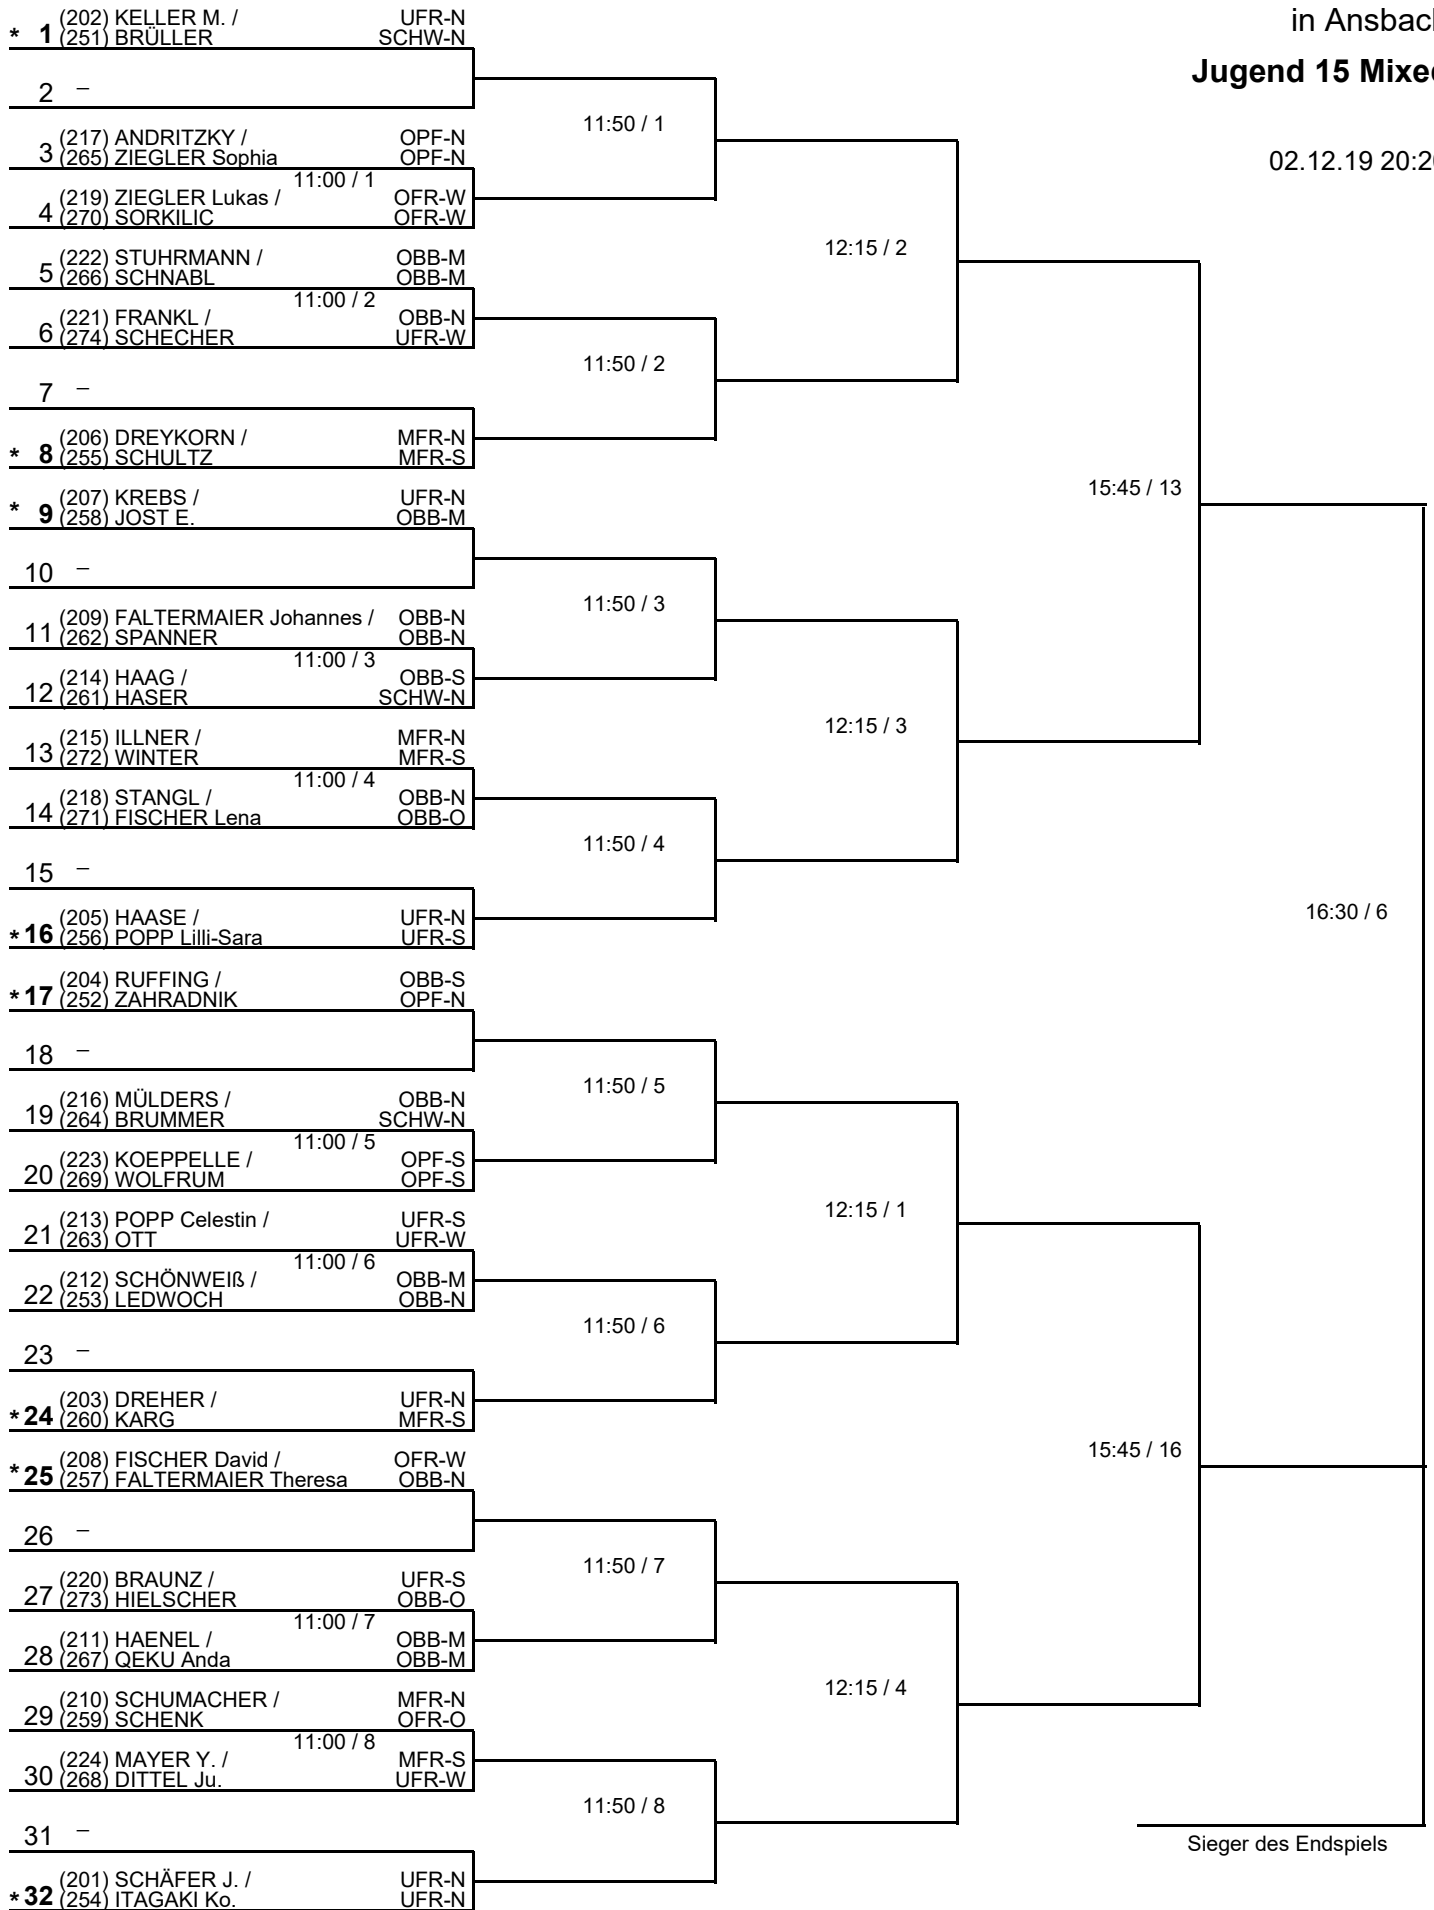 in Ansbach
Jugend 15 Mixed
02.12.19 20:20
* 1 (202) KELLER M. / UFR-N
(251) BRÜLLER SCHW-N
2 –
11:50 / 1
3 (217) ANDRITZKY / OPF-N
(265) ZIEGLER Sophia OPF-N
11:00 / 1
4 (219) ZIEGLER Lukas / OFR-W
(270) SORKILIC OFR-W
12:15 / 2
5 (222) STUHRMANN / OBB-M
(266) SCHNABL OBB-M
11:00 / 2
6 (221) FRANKL / OBB-N
(274) SCHECHER UFR-W
11:50 / 2
7 –
* 8 (206) DREYKORN / MFR-N
(255) SCHULTZ MFR-S
15:45 / 13
* 9 (207) KREBS / UFR-N
(258) JOST E. OBB-M
10 –
11:50 / 3
11 (209) FALTERMAIER Johannes / OBB-N
(262) SPANNER OBB-N
11:00 / 3
12 (214) HAAG / OBB-S
(261) HASER SCHW-N
12:15 / 3
13 (215) ILLNER / MFR-N
(272) WINTER MFR-S
11:00 / 4
14 (218) STANGL / OBB-N
(271) FISCHER Lena OBB-O
11:50 / 4
15 –
16:30 / 6
* 16 (205) HAASE / UFR-N
(256) POPP Lilli-Sara UFR-S
* 17 (204) RUFFING / OBB-S
(252) ZAHRADNIK OPF-N
18 –
11:50 / 5
19 (216) MÜLDERS / OBB-N
(264) BRUMMER SCHW-N
11:00 / 5
20 (223) KOEPPELLE / OPF-S
(269) WOLFRUM OPF-S
12:15 / 1
21 (213) POPP Celestin / UFR-S
(263) OTT UFR-W
11:00 / 6
22 (212) SCHÖNWEIß / OBB-M
(253) LEDWOCH OBB-N
11:50 / 6
23 –
* 24 (203) DREHER / UFR-N
(260) KARG MFR-S
15:45 / 16
* 25 (208) FISCHER David / OFR-W
(257) FALTERMAIER Theresa OBB-N
26 –
11:50 / 7
27 (220) BRAUNZ / UFR-S
(273) HIELSCHER OBB-O
11:00 / 7
28 (211) HAENEL / OBB-M
(267) QEKU Anda OBB-M
12:15 / 4
29 (210) SCHUMACHER / MFR-N
(259) SCHENK OFR-O
11:00 / 8
30 (224) MAYER Y. / MFR-S
(268) DITTEL Ju. UFR-W
11:50 / 8
31 –
Sieger des Endspiels
* 32 (201) SCHÄFER J. / UFR-N
(254) ITAGAKI Ko. UFR-N